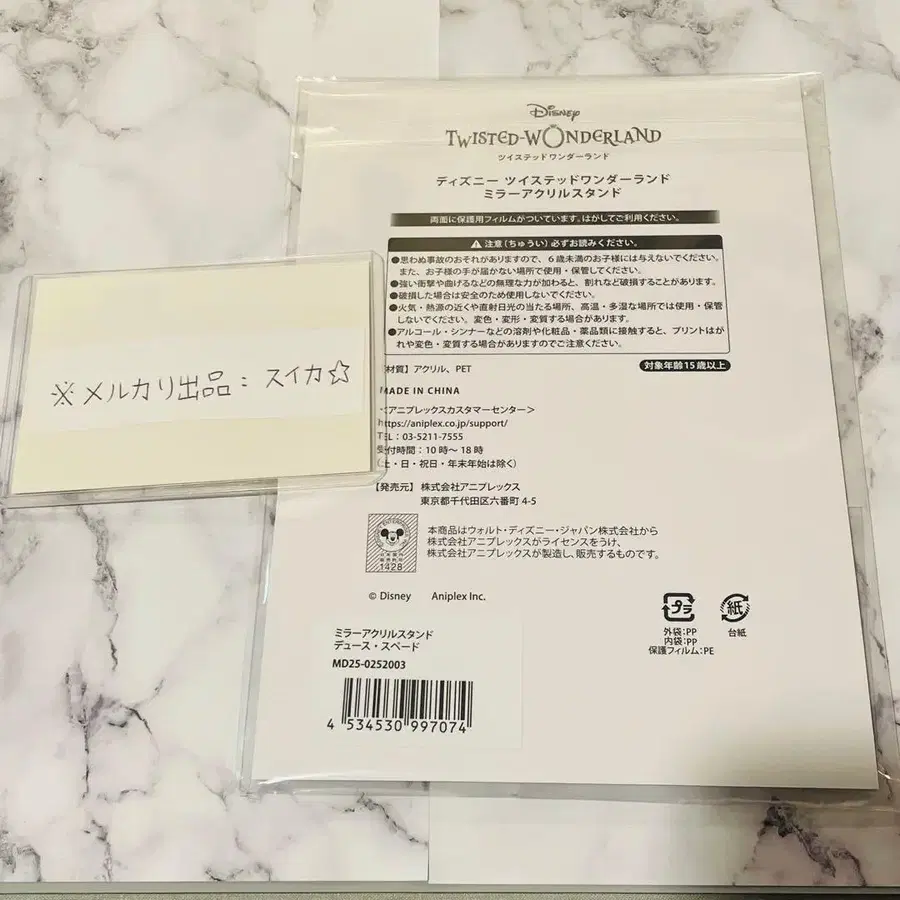 Disney
TWISTED-WONDERLAND
ツイステッドワンダーランド
ディズニー ツイステッドワンダーランド
ミラーアクリルスタンド
両面に保護用フィルムがついています。はがしてご利用ください。
注意（ちゅうい）必ずお読みください。
●思わぬ事故のおそれがありますので、6歳未満のお子様には与えないでください。
また、お子様の手が届かない場所で使用・保管してください。
●強い衝撃や曲げるなどの無理な力が加わると、割れなど破損することがあります。
●破損した場合は安全のため使用しないでください。
●火気・熱源の近くや直射日光の当たる場所、高温・多湿な場所では使用・保管
しないでください。変色・変形・変質する場合があります。
●アルコール・シンナーなどの溶剤や化粧品・薬品類に接触すると、プリントはが
れや変色・変質する場合がありますのでご注意ください。
対象年齢15歳以上
材質】アクリル、PET
MADE IN CHINA
<アニプレックスカスタマーセンター>
https://aniplex.co.jp/support/
TEL：03-5211-7555
受付時間：10時～18時
(土・日・祝日・年末年始は除く)
【発売元】株式会社アニプレックス
東京都千代田区六番町4-5
1428
本商品はウォルト・ディズニー・ジャパン株式会社から
株式会社アニプレックスがライセンスをうけ、
株式会社アニプレックスが製造し、販売するものです。
© Disney Aniplex Inc.
プラ
外袋：PP
内袋：PP
保護フィルム：PE
紙
台紙
ミラーアクリルスタンド
デュース・スペード
MD25-0252003
4 534530 997074
※メルカリ出品：スイカ☆